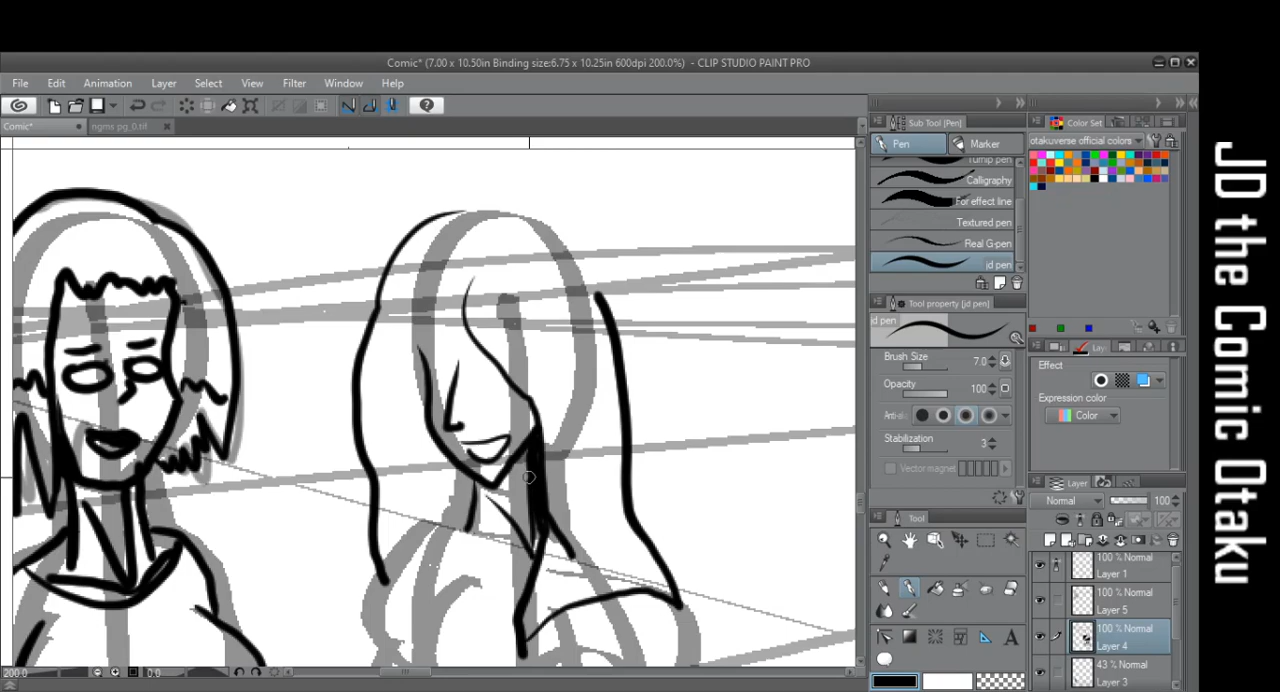 Comic* (7.00 x 10.50in Binding size:6.75 x 10.25in 600dpi 200.0%) - CLIP STUDIO PAINT PRO
File Edit Animation Layer Select View Filter Window Help
Comic*
ngms pg_0.tif
Sub Tool [Pen]
Pen
Marker
Turnip pen
Calligraphy
For effect line
Textured pen
Real G-pen
jd pen
Tool property [jd pen]
jd pen
Brush Size 7.0
Opacity 100
Stabilization 3
Vector magnet
Tool
Color Set
otakuverse official colors
Effect
Expression color
Color
Layer
Normal 100
100 % Normal
Layer 1
100 % Normal
Layer 5
100 % Normal
Layer 4
43 % Normal
Layer 3
200.0
0.0
JD the Comic Otaku